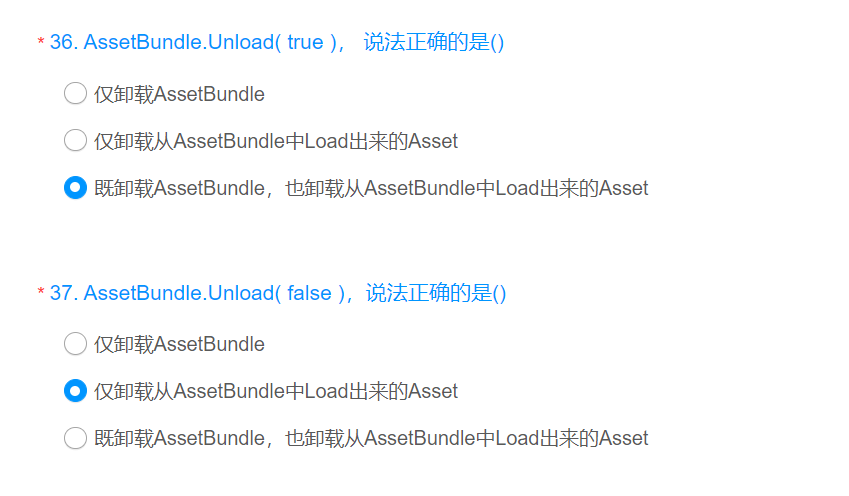 * 36. AssetBundle.Unload( true )， 说法正确的是()
仅卸载AssetBundle
仅卸载从AssetBundle中Load出来的Asset
既卸载AssetBundle，也卸载从AssetBundle中Load出来的Asset
* 37. AssetBundle.Unload( false )，说法正确的是()
仅卸载AssetBundle
仅卸载从AssetBundle中Load出来的Asset
既卸载AssetBundle，也卸载从AssetBundle中Load出来的Asset